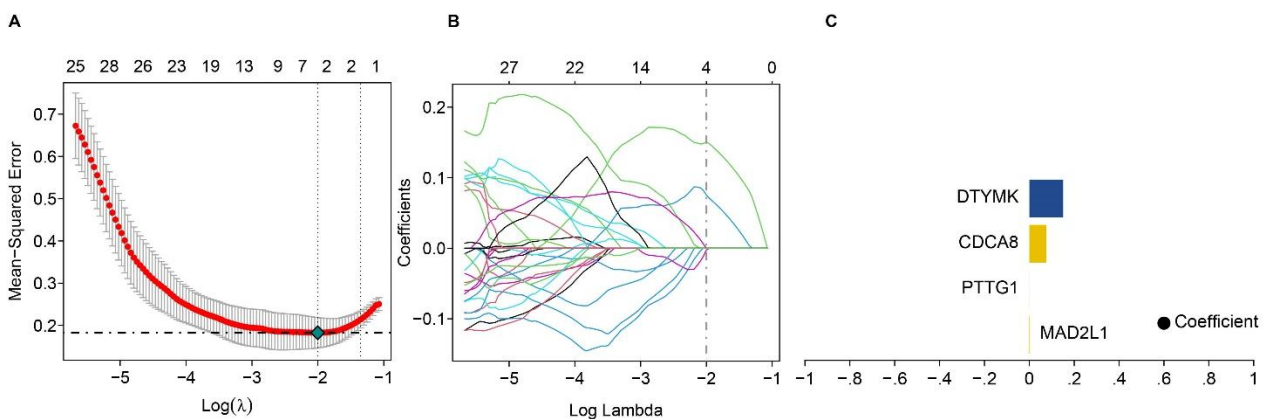 A
25 28 26 23 19 13 9 7 2 2 1
0.7
0.6
0.5
0.4
0.3
0.2
Mean-Squared Error
−5 −4 −3 −2 −1
Log(λ)
B
27 22 14 4 0
0.2
0.1
0.0
−0.1
Coefficients
−5 −4 −3 −2 −1
Log Lambda
C
DTYMK
CDCA8
PTTG1
MAD2L1
Coefficient
−1 −.8 −.6 −.4 −.2 0 .2 .4 .6 .8 1